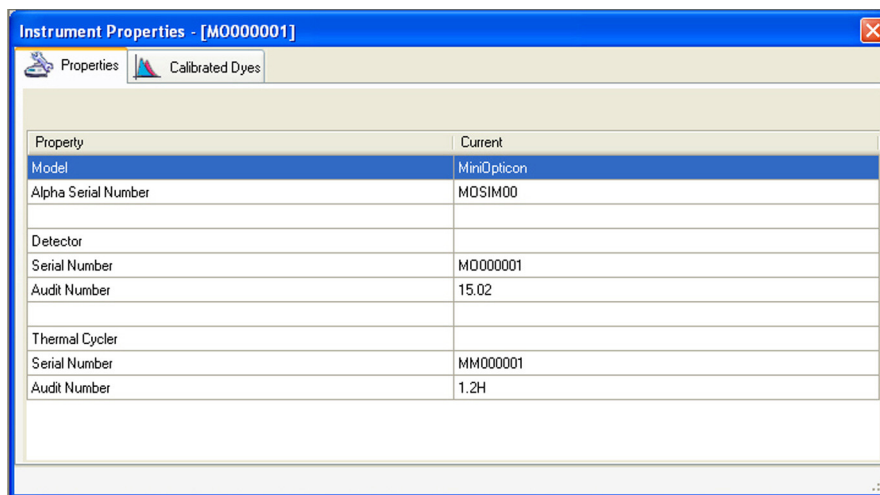 Instrument Properties - [MO000001]
Properties Calibrated Dyes
Property Current
Model MiniOpticon
Alpha Serial Number MOSIM00
Detector
Serial Number MO000001
Audit Number 15.02
Thermal Cycler
Serial Number MM000001
Audit Number 1.2H